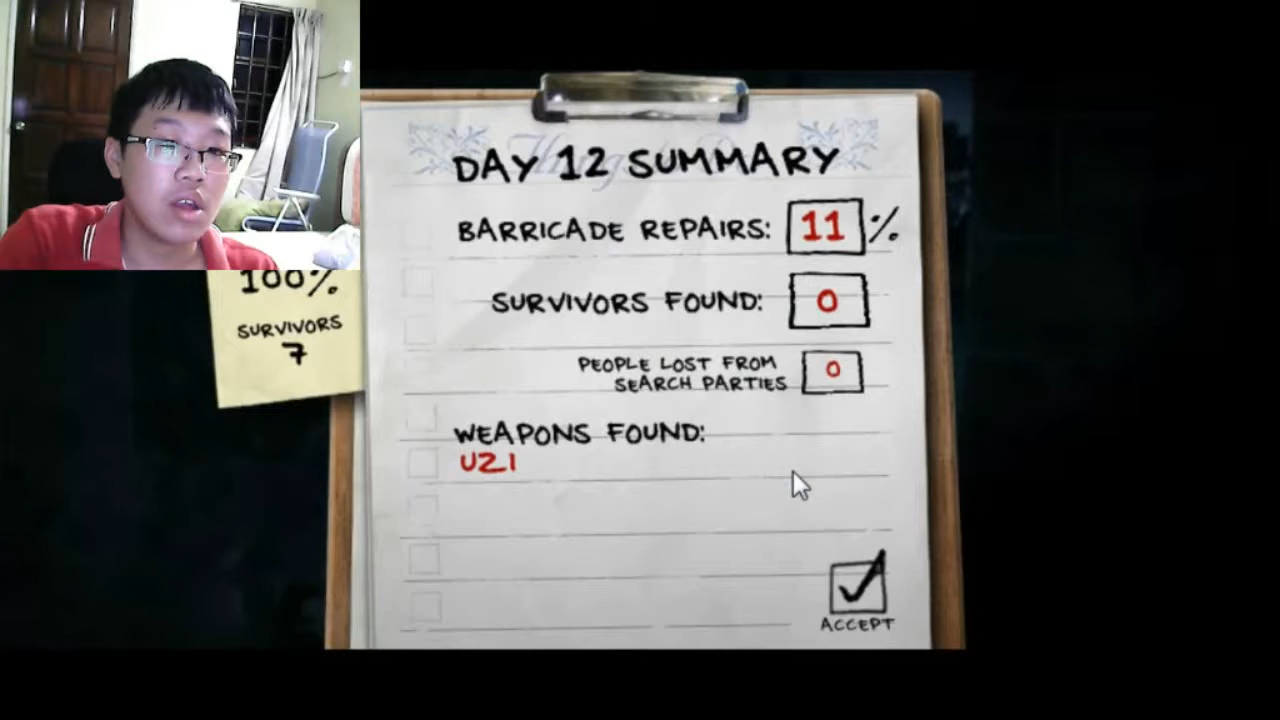 DAY 12 SUMMARY
BARRICADE REPAIRS: 11 %
SURVIVORS FOUND: 0
PEOPLE LOST FROM
SEARCH PARTIES 0
WEAPONS FOUND:
UZI
ACCEPT
100%
SURVIVORS
7